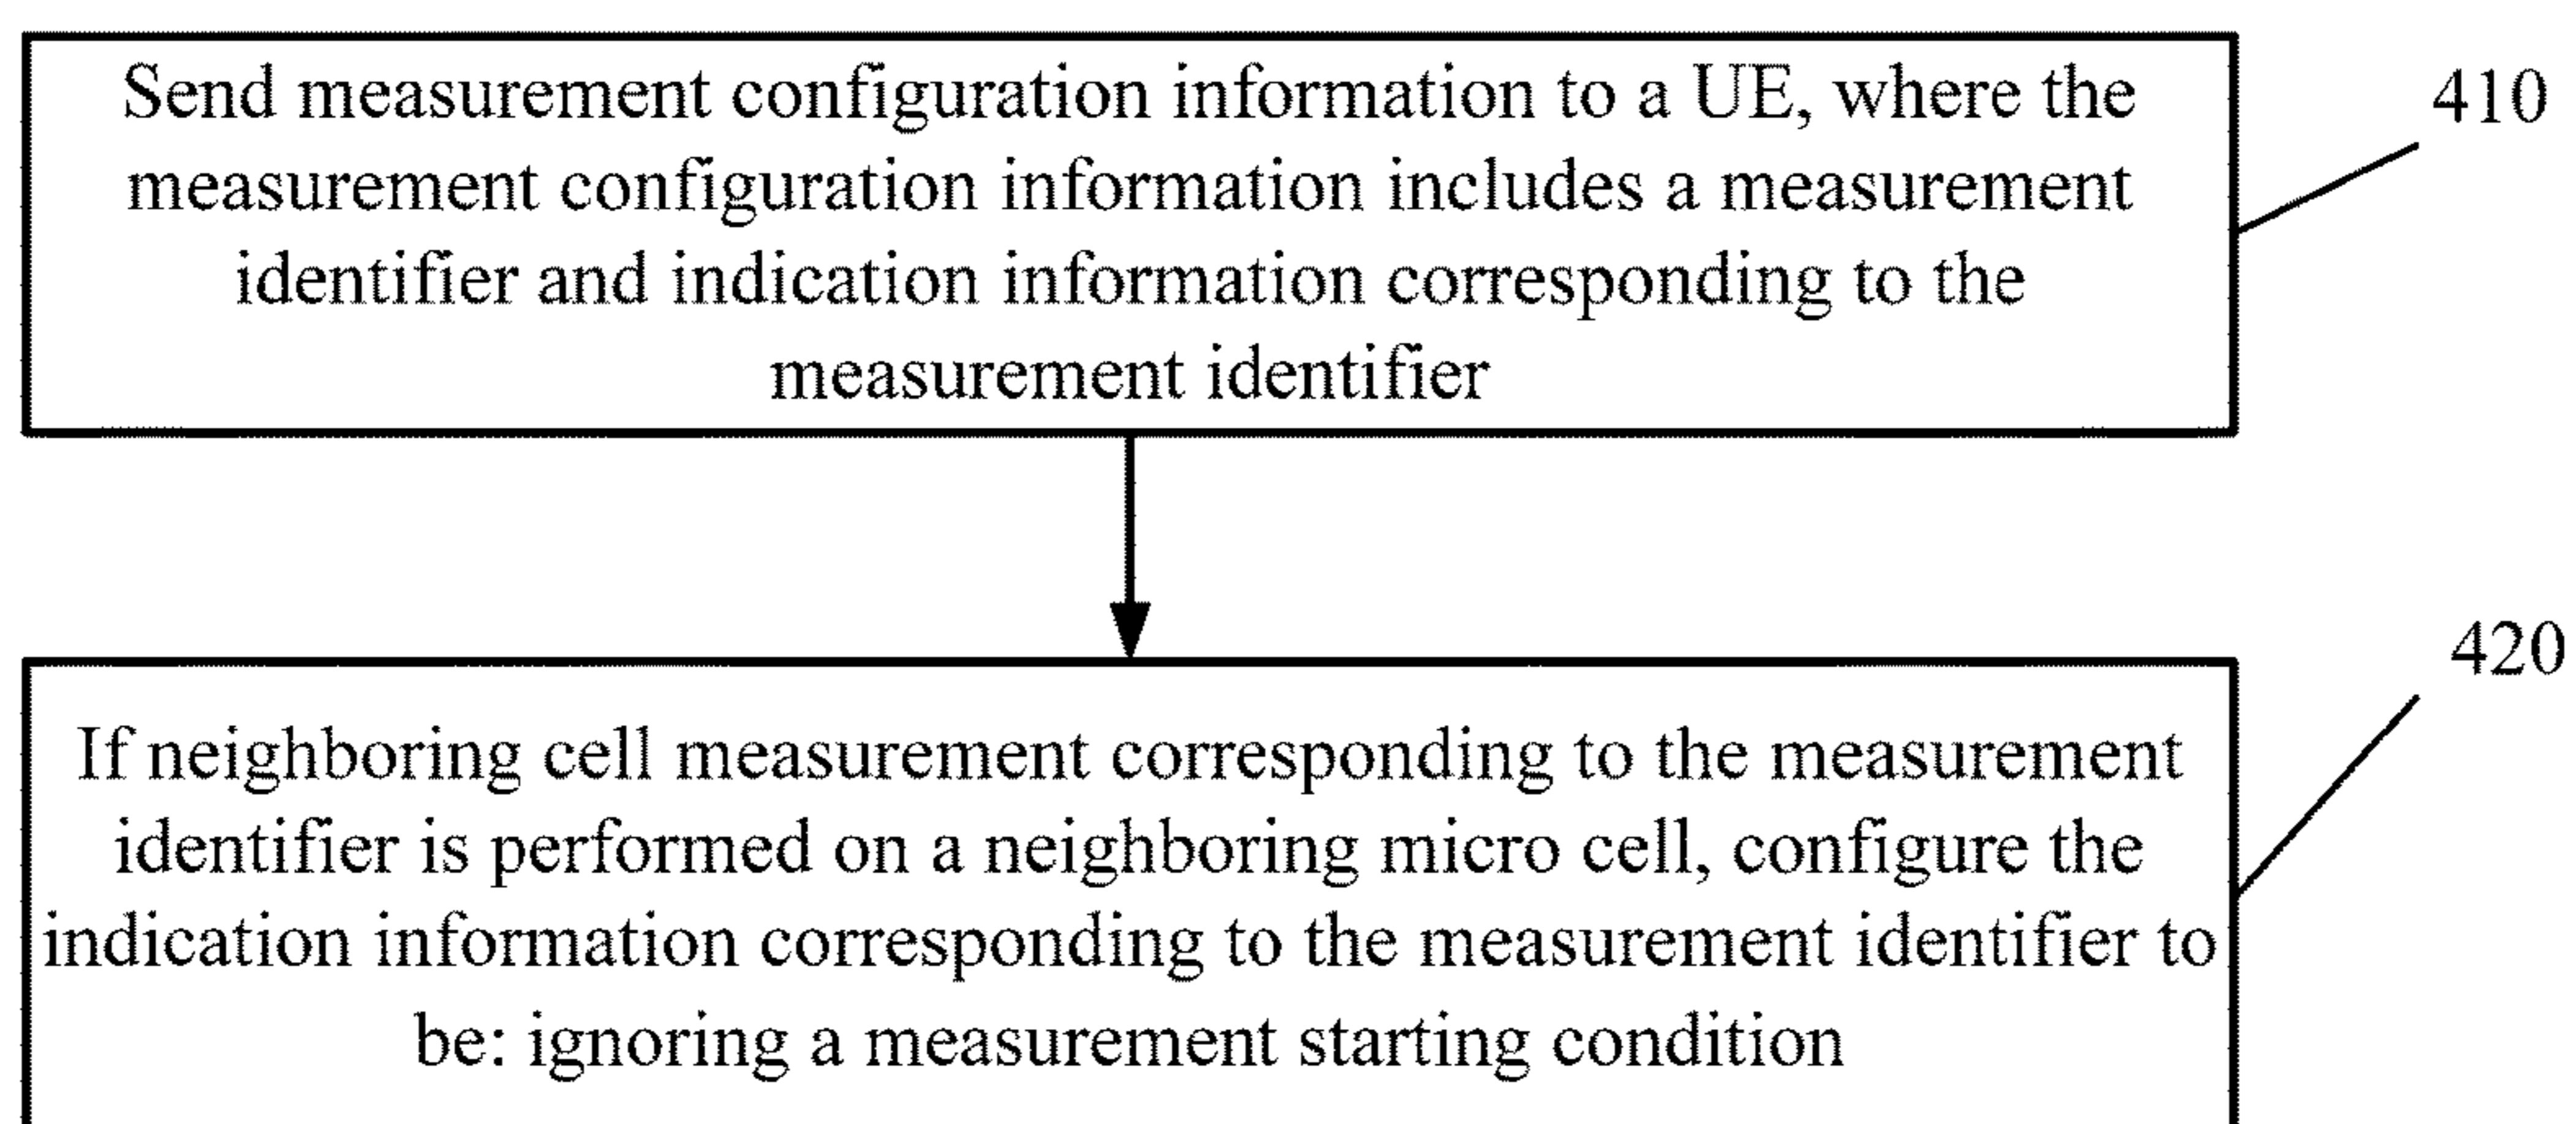 Send measurement configuration information to a UE, where the
measurement configuration information includes a measurement
identifier and indication information corresponding to the
measurement identifier
410
If neighboring cell measurement corresponding to the measurement
identifier is performed on a neighboring micro cell, configure the
indication information corresponding to the measurement identifier to
be: ignoring a measurement starting condition
420